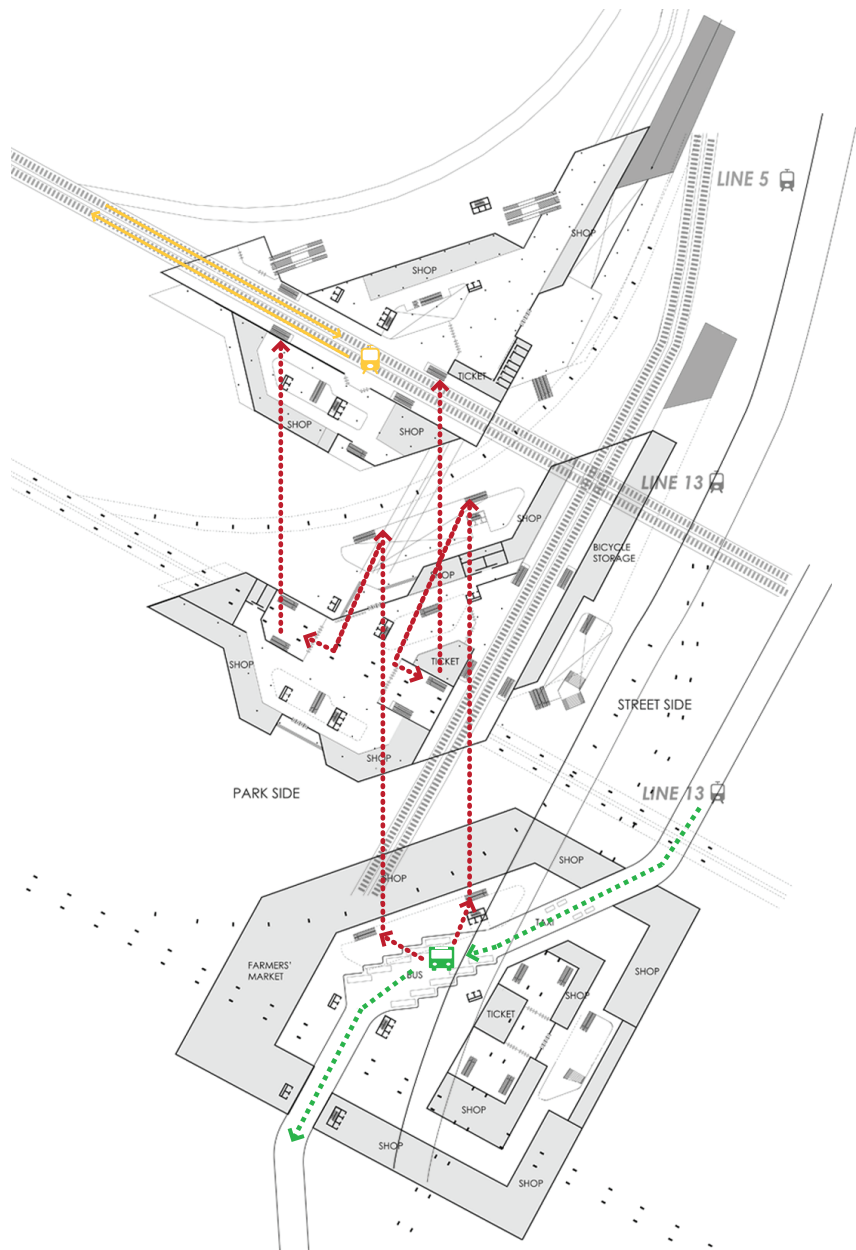 LINE 5
SHOP
SHOP
TICKET
SHOP
SHOP
LINE 13
SHOP
BICYCLE
STORAGE
SHOP
TICKET
SHOP
STREET SIDE
SHOP
PARK SIDE
LINE 13
SHOP
SHOP
TAXI
FARMERS'
MARKET
BUS
SHOP
SHOP
TICKET
SHOP
SHOP
SHOP